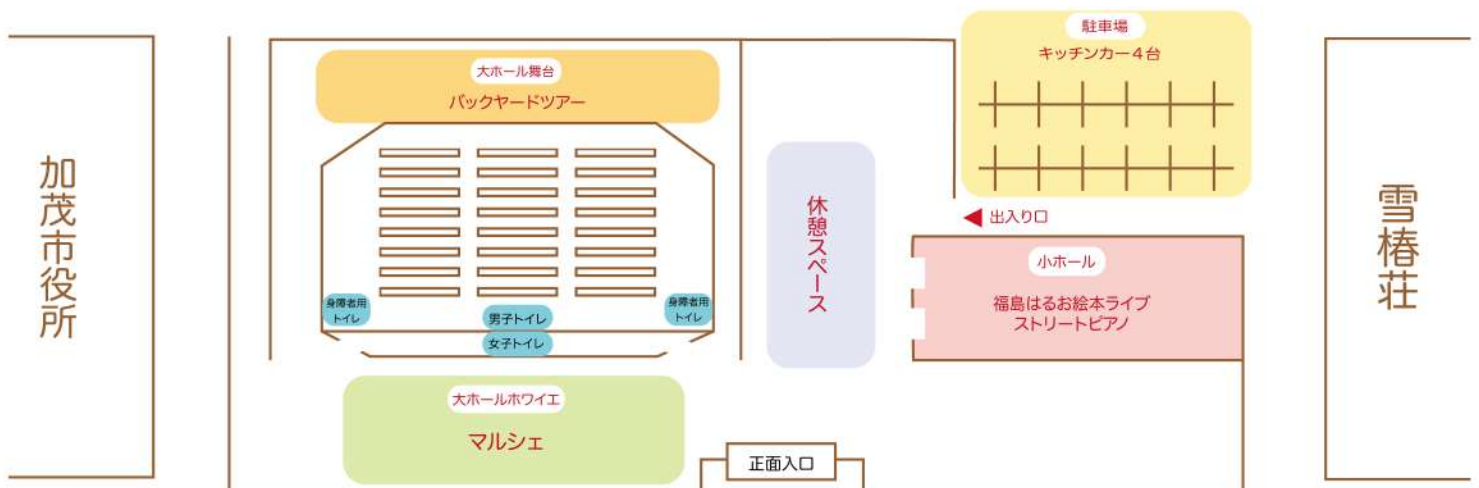 加茂市役所
大ホール舞台
バックヤードツアー
身障者用
トイレ
男子トイレ
女子トイレ
身障者用
トイレ
大ホールホワイエ
マルシェ
休憩スペース
正面入口
駐車場
キッチンカー4台
出入り口
小ホール
福島はるお絵本ライブ
ストリートピアノ
雪椿荘